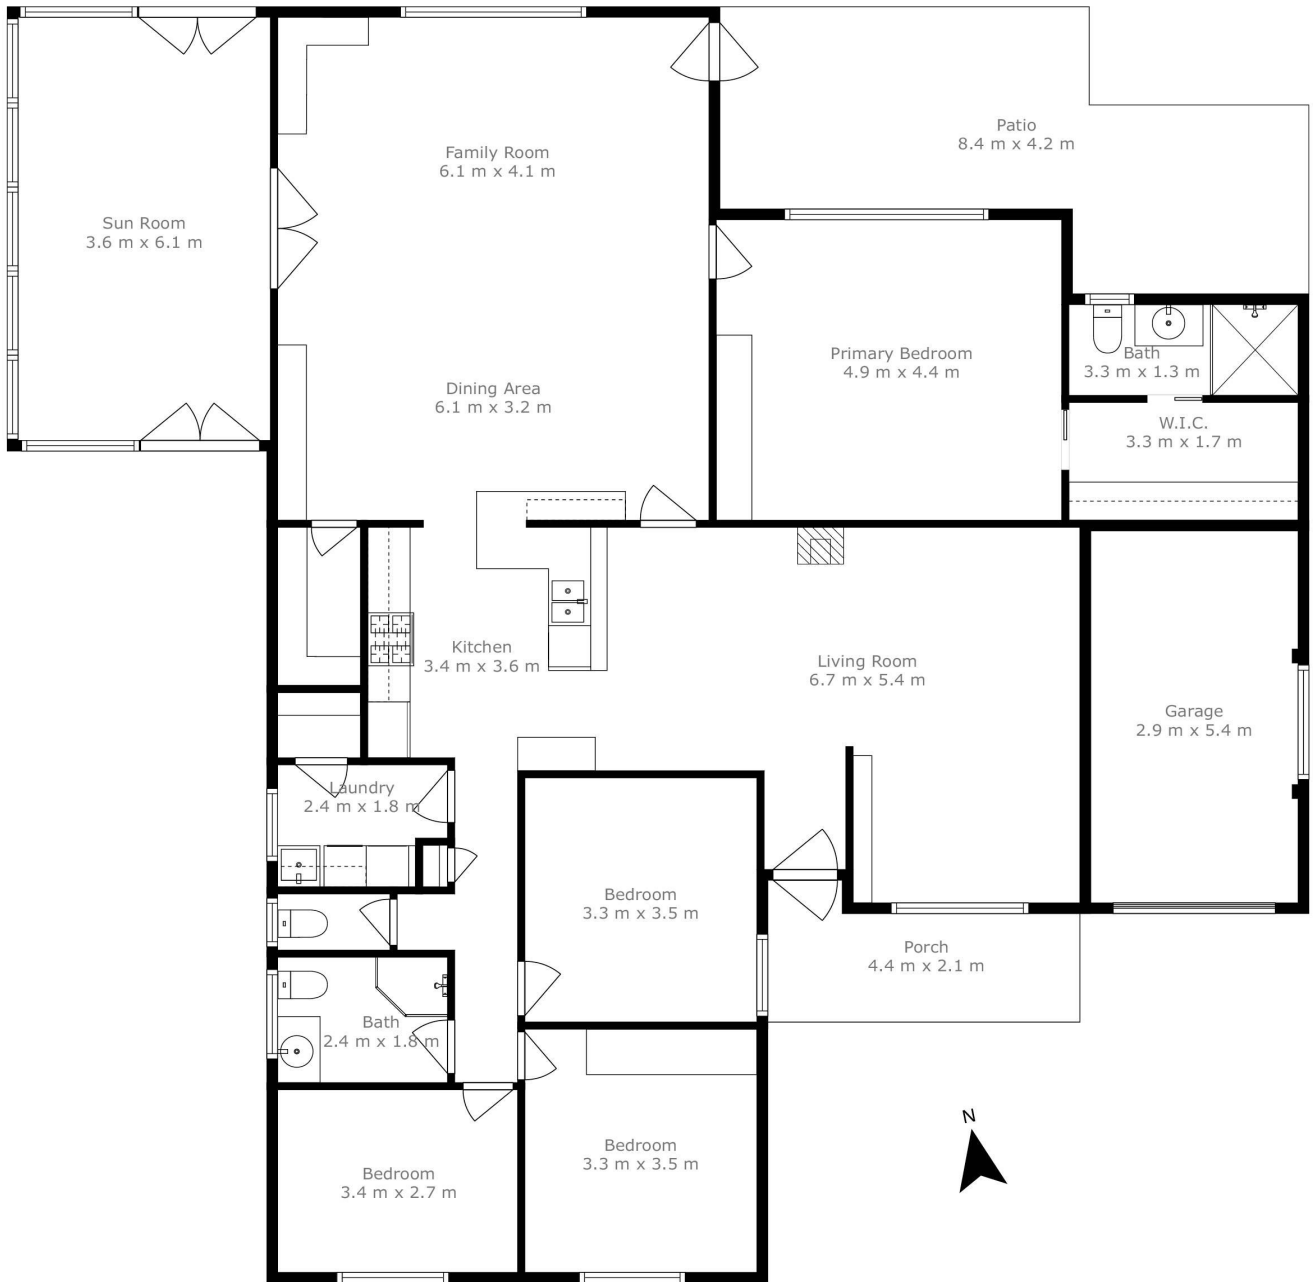 Patio
8.4 m x 4.2 m
Family Room
6.1 m x 4.1 m
Sun Room
3.6 m x 6.1 m
Primary Bedroom
4.9 m x 4.4 m
Bath
3.3 m x 1.3 m
Dining Area
6.1 m x 3.2 m
W.I.C.
3.3 m x 1.7 m
Kitchen
3.4 m x 3.6 m
Living Room
6.7 m x 5.4 m
Garage
2.9 m x 5.4 m
Laundry
2.4 m x 1.8 m
Bedroom
3.3 m x 3.5 m
Porch
4.4 m x 2.1 m
Bath
2.4 m x 1.8 m
N
Bedroom
3.3 m x 3.5 m
Bedroom
3.4 m x 2.7 m